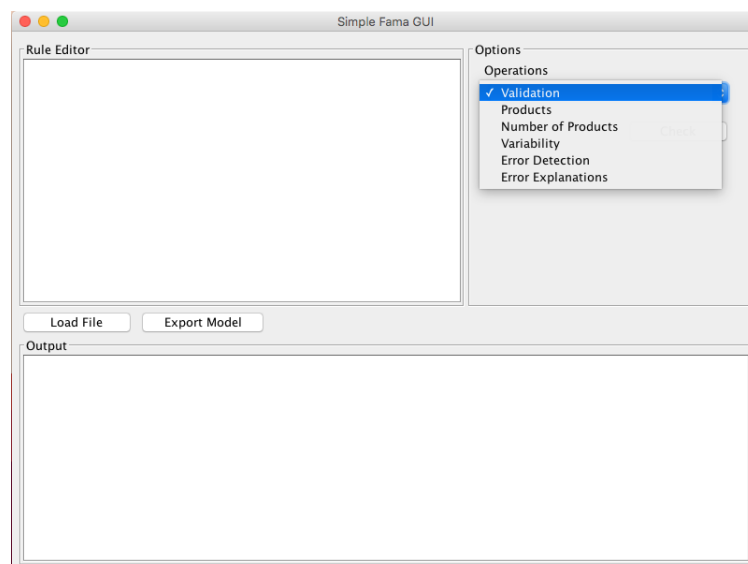 Simple Fama GUI
Rule Editor
Options
Operations
✓ Validation
Products
Number of Products
Variability
Error Detection
Error Explanations
Check
Load File
Export Model
Output